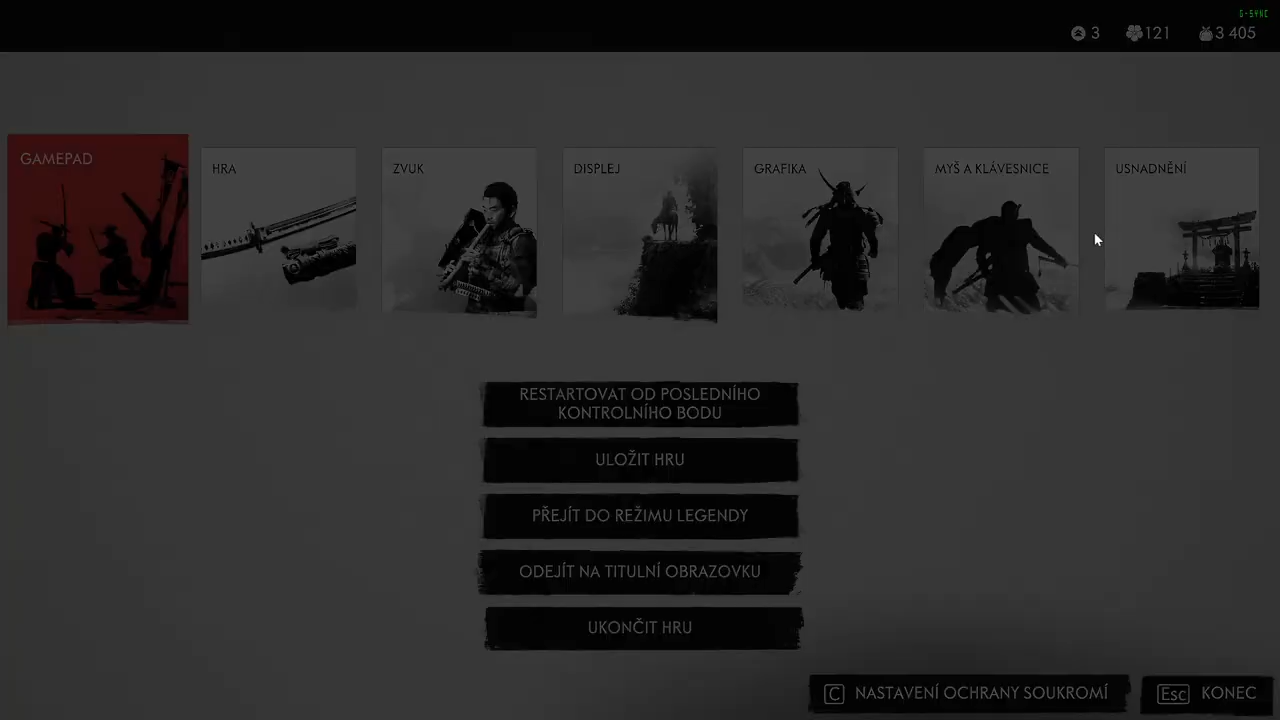 G-SYNC
3 121 3 405
GAMEPAD
HRA
ZVUK
DISPLEJ
GRAFIKA
MYŠ A KLÁVESNICE
USNADNĚNÍ
RESTARTOVAT OD POSLEDNÍHO
KONTROLNÍHO BODU
ULOŽIT HRU
PŘEJÍT DO REŽIMU LEGENDY
ODEJÍT NA TITULNÍ OBRAZOVKU
UKONČIT HRU
C NASTAVENÍ OCHRANY SOUKROMÍ
Esc KONEC